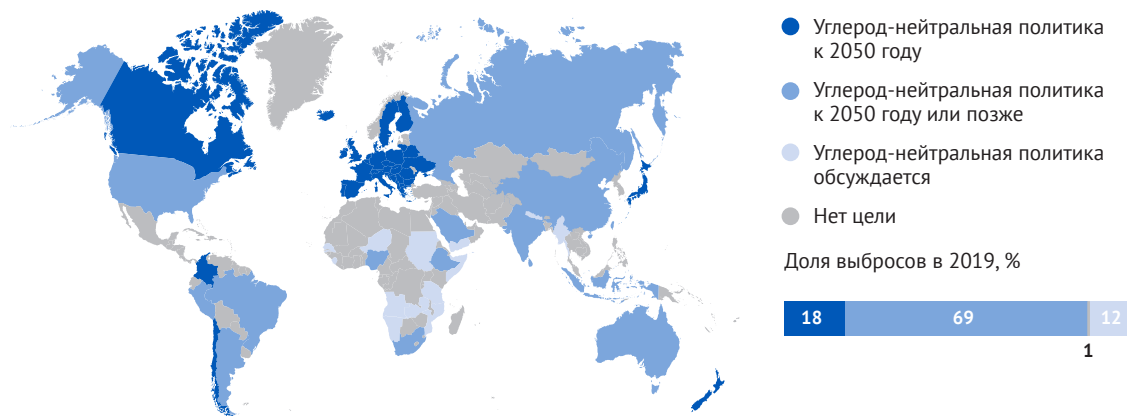 Углерод-нейтральная политика
к 2050 году
Углерод-нейтральная политика
к 2050 году или позже
Углерод-нейтральная политика
обсуждается
Нет цели
Доля выбросов в 2019, %
18 69 12
1